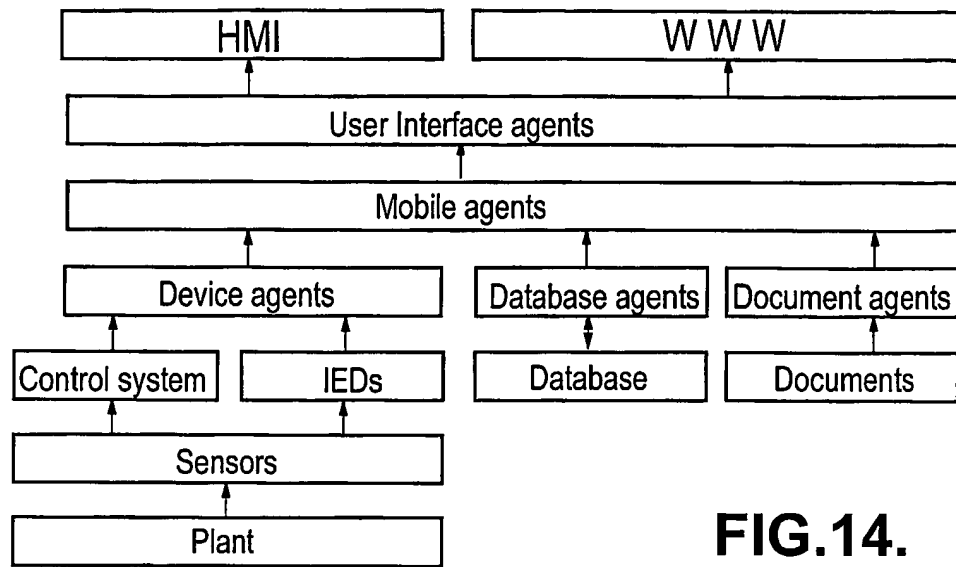 HMI
W W W
User Interface agents
Mobile agents
Device agents
Database agents
Document agents
Control system
IEDs
Database
Documents
Sensors
Plant
FIG.14.